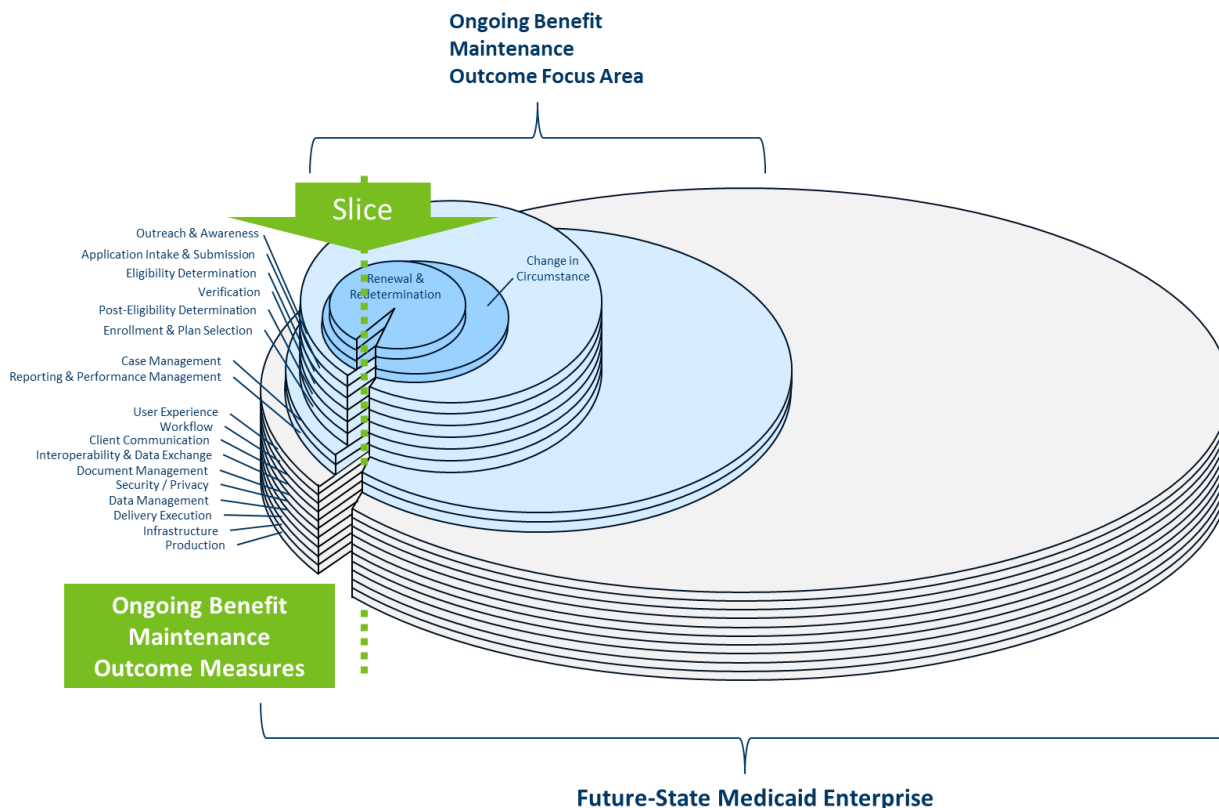 Ongoing Benefit
Maintenance
Outcome Focus Area
Slice
Outreach & Awareness
Application Intake & Submission
Eligibility Determination
Verification
Post-Eligibility Determination
Enrollment & Plan Selection
Case Management
Reporting & Performance Management
User Experience
Workflow
Client Communication
Interoperability & Data Exchange
Document Management
Security / Privacy
Data Management
Delivery Execution
Infrastructure
Production
Renewal &
Redetermination
Change in
Circumstance
Ongoing Benefit
Maintenance
Outcome Measures
Future-State Medicaid Enterprise